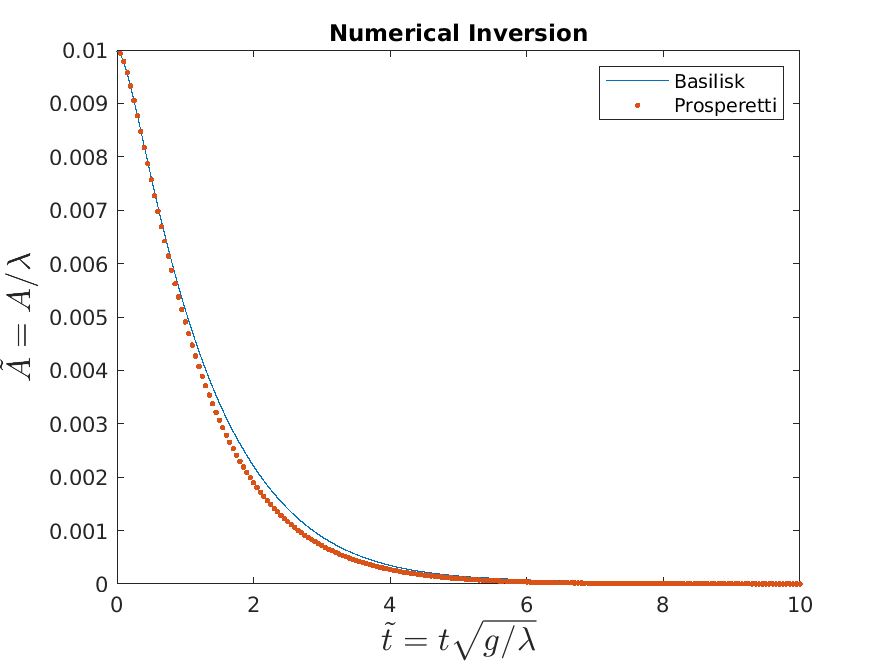 Numerical Inversion
Basilisk
Prosperetti
0.01
0.009
0.008
0.007
0.006
0.005
0.004
0.003
0.002
0.001
0
Ã = A/λ
0 2 4 6 8 10
t̃ = t√(g/λ)